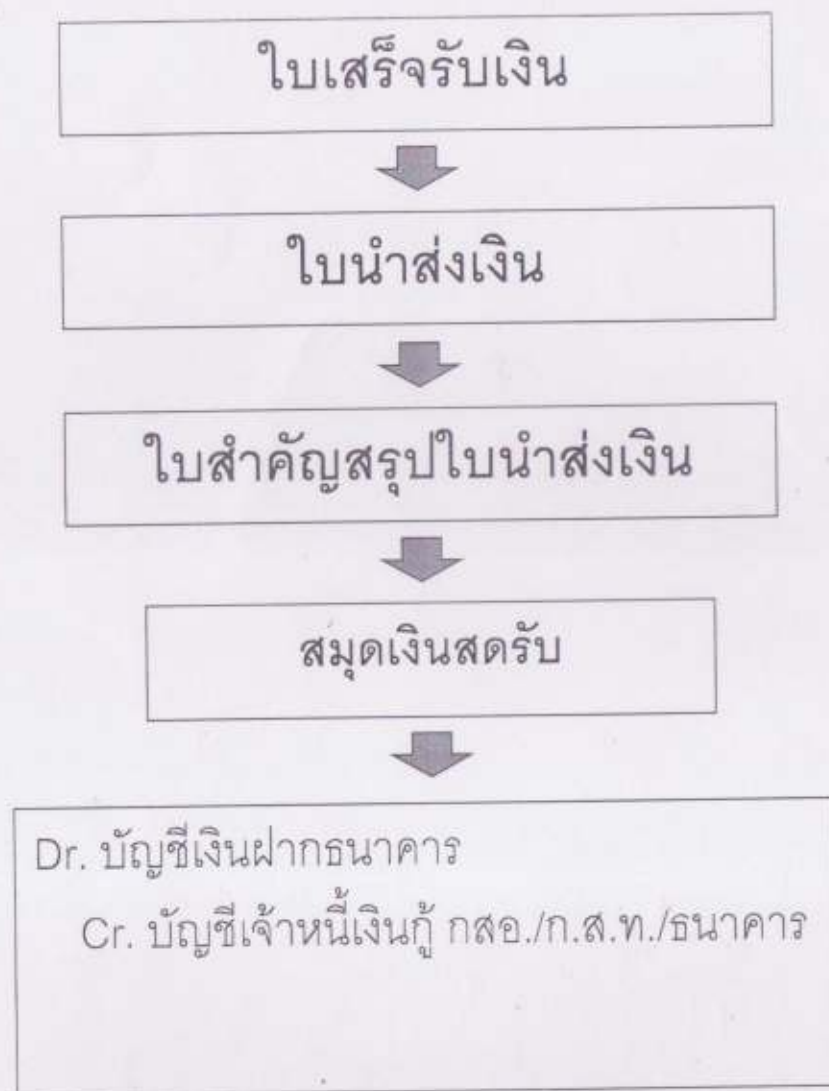 ใบเสร็จรับเงิน
ใบนำส่งเงิน
ใบสำคัญสรุปใบนำส่งเงิน
สมุดเงินสดรับ
Dr. บัญชีเงินฝากธนาคาร
Cr. บัญชีเจ้าหนี้เงินกู้ กสอ./ก.ส.ท./ธนาคาร